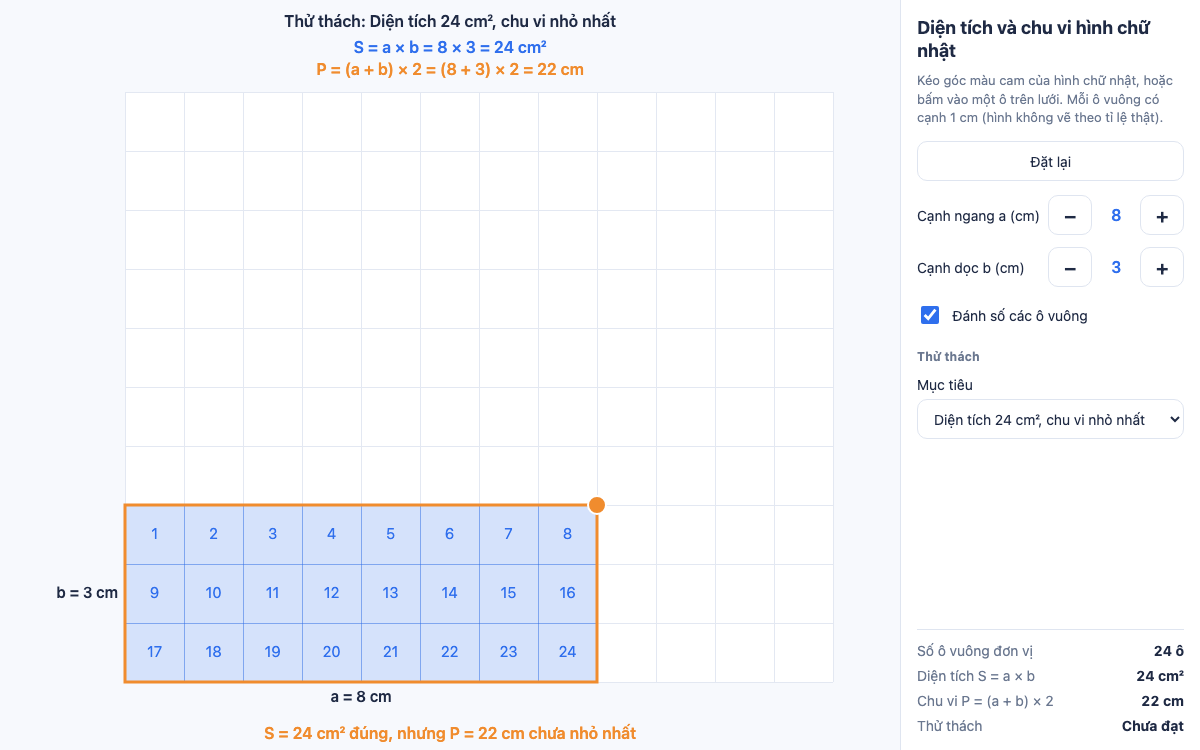 Thử thách: Diện tích 24 cm², chu vi nhỏ nhất
S = a × b = 8 × 3 = 24 cm²
P = (a + b) × 2 = (8 + 3) × 2 = 22 cm
1 2 3 4 5 6 7 8
b = 3 cm 9 10 11 12 13 14 15 16
17 18 19 20 21 22 23 24
a = 8 cm
S = 24 cm² đúng, nhưng P = 22 cm chưa nhỏ nhất
Diện tích và chu vi hình chữ
nhật
Kéo góc màu cam của hình chữ nhật, hoặc
bấm vào một ô trên lưới. Mỗi ô vuông có
cạnh 1 cm (hình không vẽ theo tỉ lệ thật).
Đặt lại
Cạnh ngang a (cm) − 8 +
Cạnh dọc b (cm) − 3 +
Đánh số các ô vuông
Thử thách
Mục tiêu
Diện tích 24 cm², chu vi nhỏ nhất
Số ô vuông đơn vị 24 ô
Diện tích S = a × b 24 cm²
Chu vi P = (a + b) × 2 22 cm
Thử thách Chưa đạt